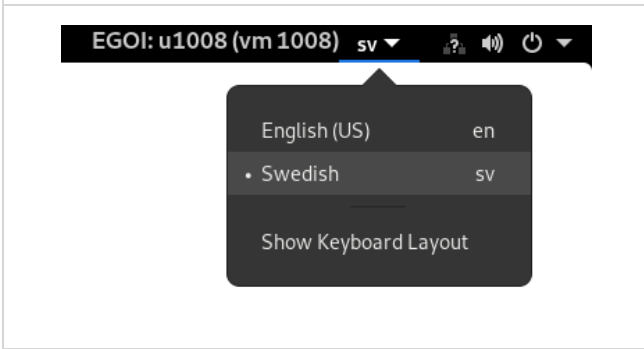 EGOI: u1008 (vm 1008) sv
?
English (US) en
• Swedish sv
Show Keyboard Layout